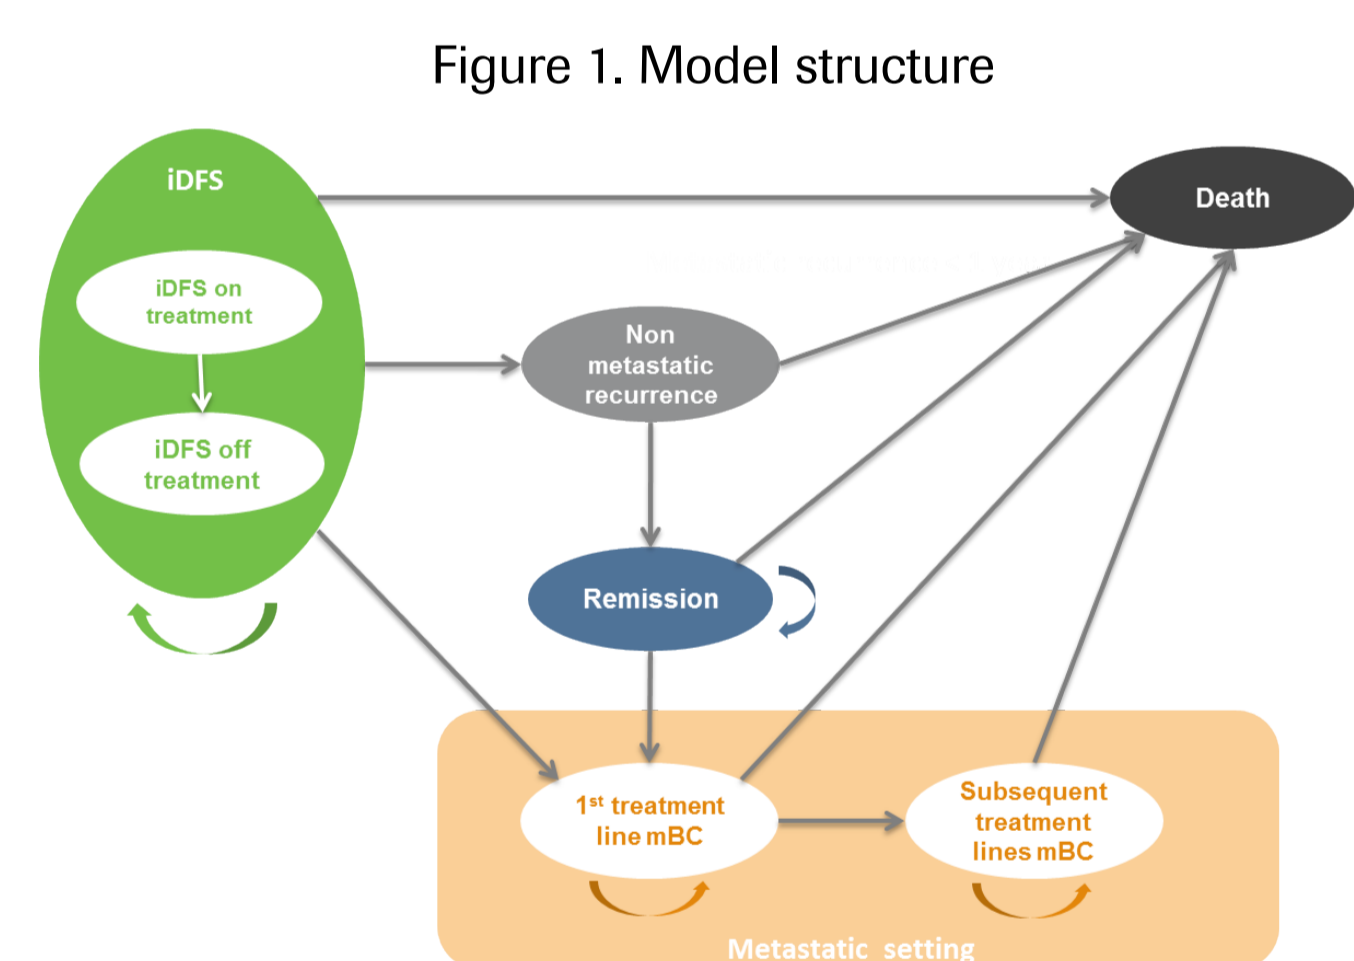 Figure 1. Model structure
iDFS
Death
iDFS on
treatment
Non
metastatic
recurrence
iDFS off
treatment
Remission
1st treatment
line mBC
Subsequent
treatment
lines mBC
Metastatic setting